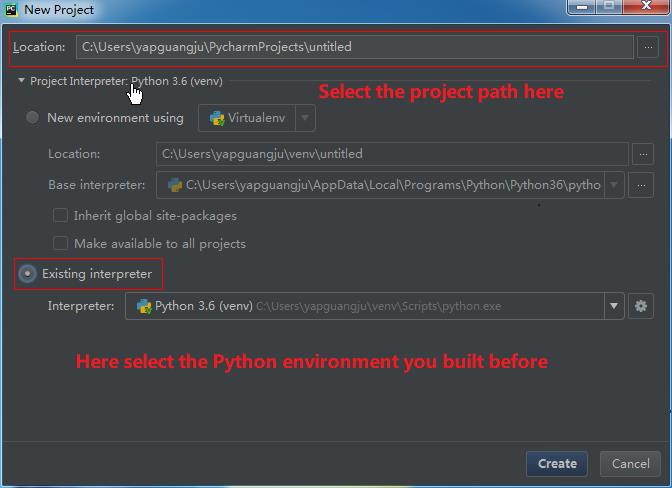 PC New Project
Location: C:\Users\yapguangju\PycharmProjects\untitled ...
Project Interpreter: Python 3.6 (venv)
Select the project path here
New environment using Virtualenv
Location: C:\Users\yapguangju\venv\untitled ...
Base interpreter: C:\Users\yapguangju\AppData\Local\Programs\Python\Python36\pytho ...
Inherit global site-packages
Make available to all projects
Existing interpreter
Interpreter: Python 3.6 (venv) C:\Users\yapguangju\venv\Scripts\python.exe
Here select the Python environment you built before
Create Cancel